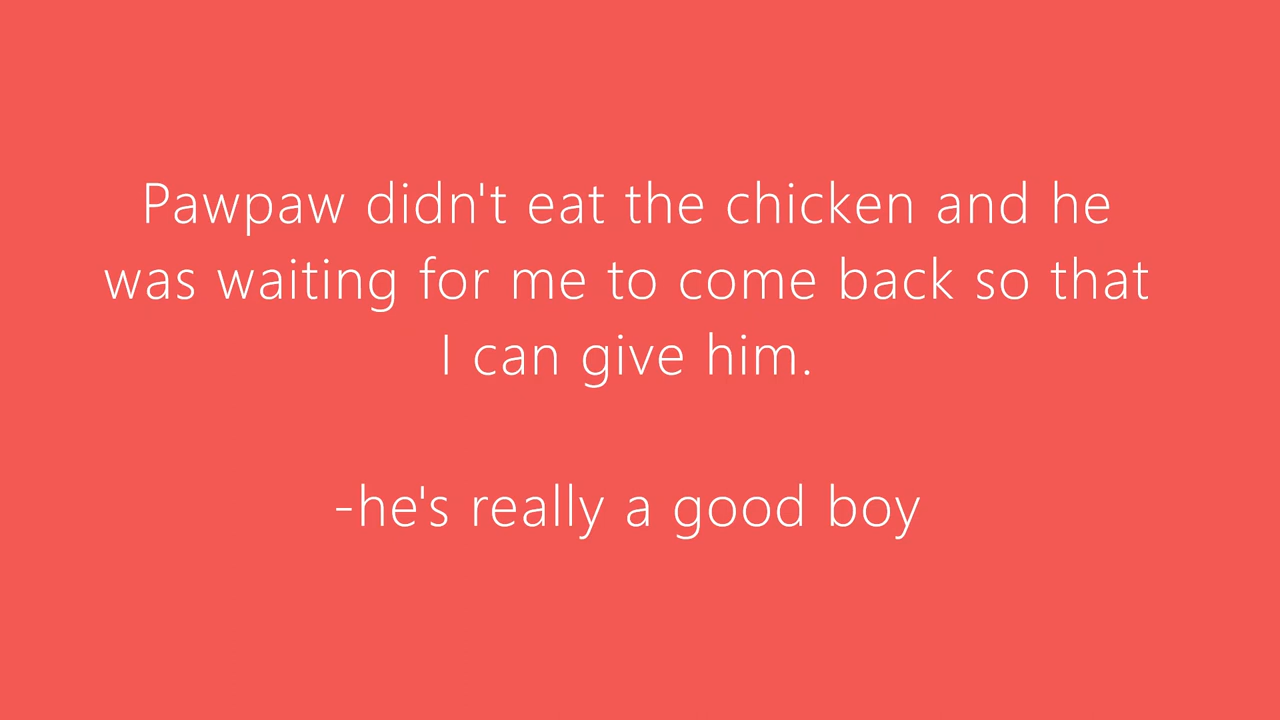 Pawpaw didn't eat the chicken and he
was waiting for me to come back so that
I can give him.
-he's really a good boy